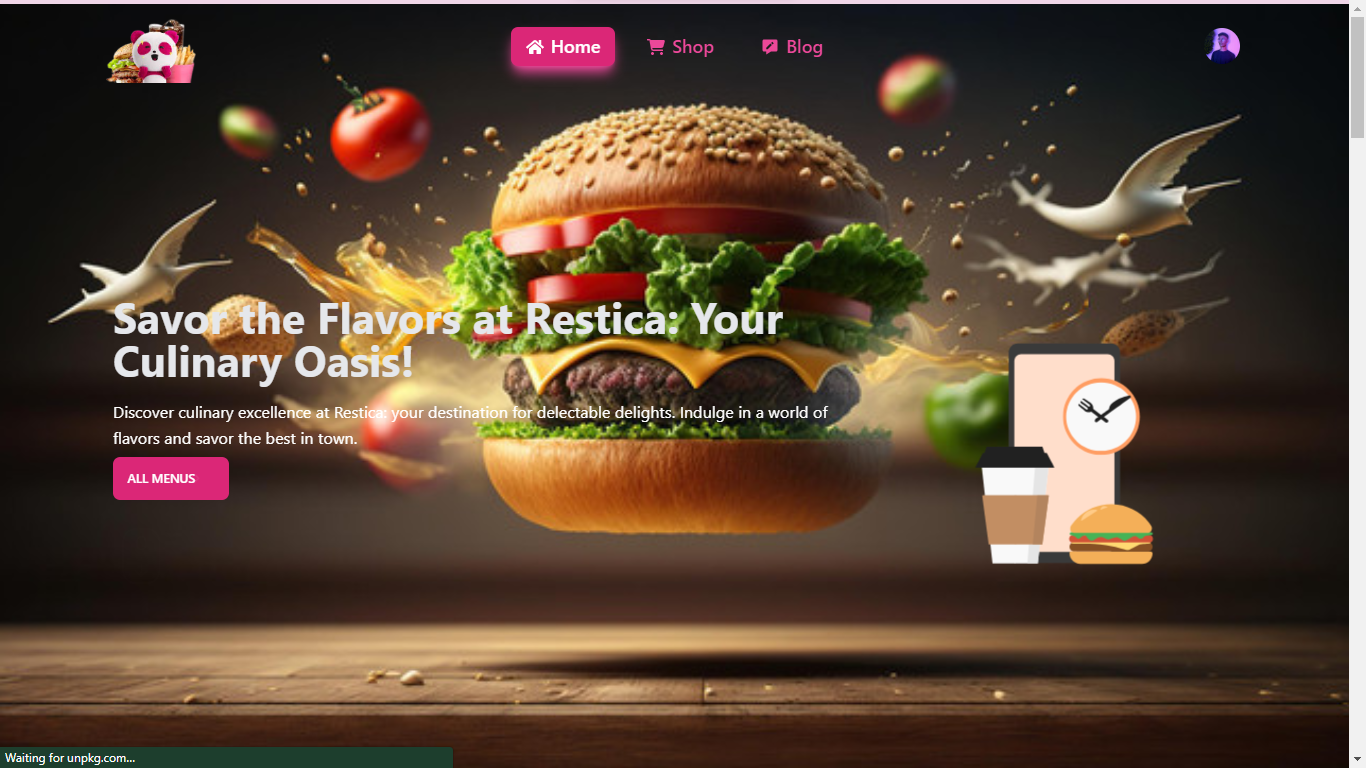 Home
Shop
Blog
Savor the Flavors at Restica: Your
Culinary Oasis!
Discover culinary excellence at Restica: your destination for delectable delights. Indulge in a world of
flavors and savor the best in town.
ALL MENUS
Waiting for unpkg.com...